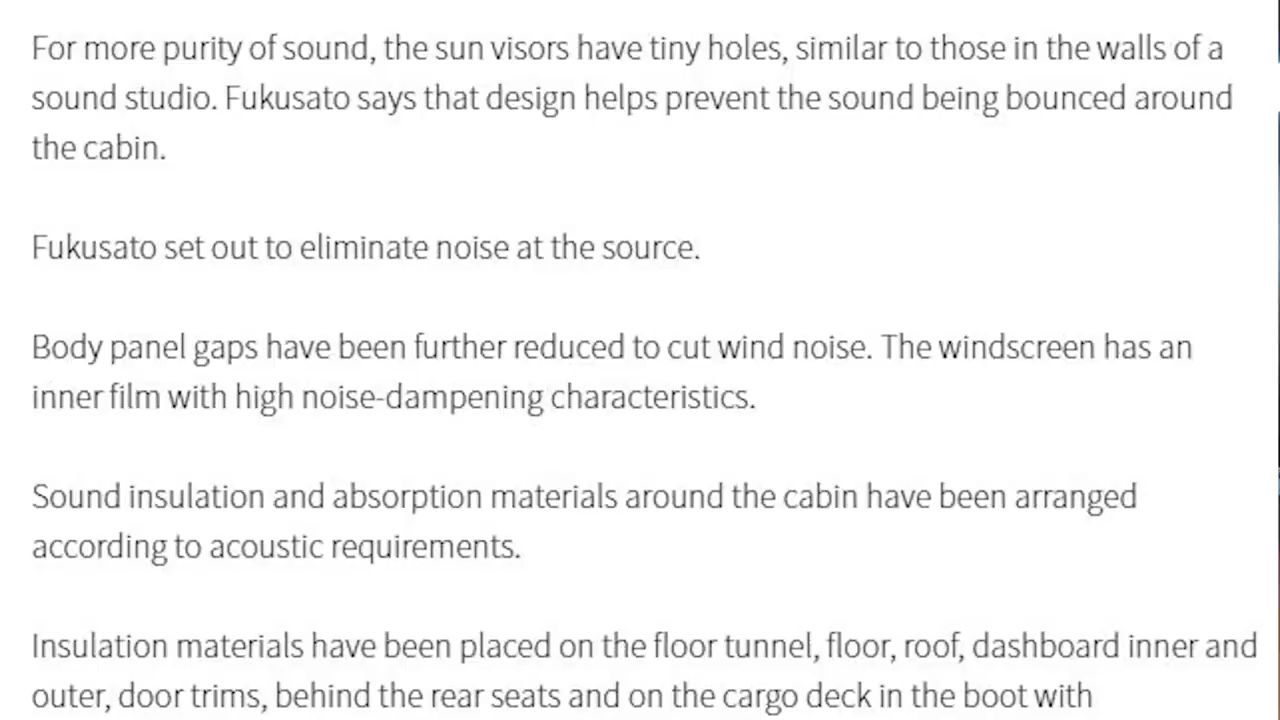 For more purity of sound, the sun visors have tiny holes, similar to those in the walls of a
sound studio. Fukusato says that design helps prevent the sound being bounced around
the cabin.
Fukusato set out to eliminate noise at the source.
Body panel gaps have been further reduced to cut wind noise. The windscreen has an
inner film with high noise-dampening characteristics.
Sound insulation and absorption materials around the cabin have been arranged
according to acoustic requirements.
Insulation materials have been placed on the floor tunnel, floor, roof, dashboard inner and
outer, door trims, behind the rear seats and on the cargo deck in the boot with